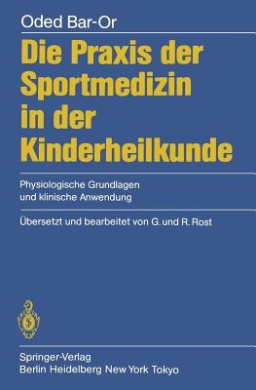 Oded Bar-Or
Die Praxis der
Sportmedizin
in der
Kinderheilkunde
Physiologische Grundlagen
und klinische Anwendung
Übersetzt und bearbeitet von G. und R. Rost
Springer-Verlag
Berlin Heidelberg New York Tokyo